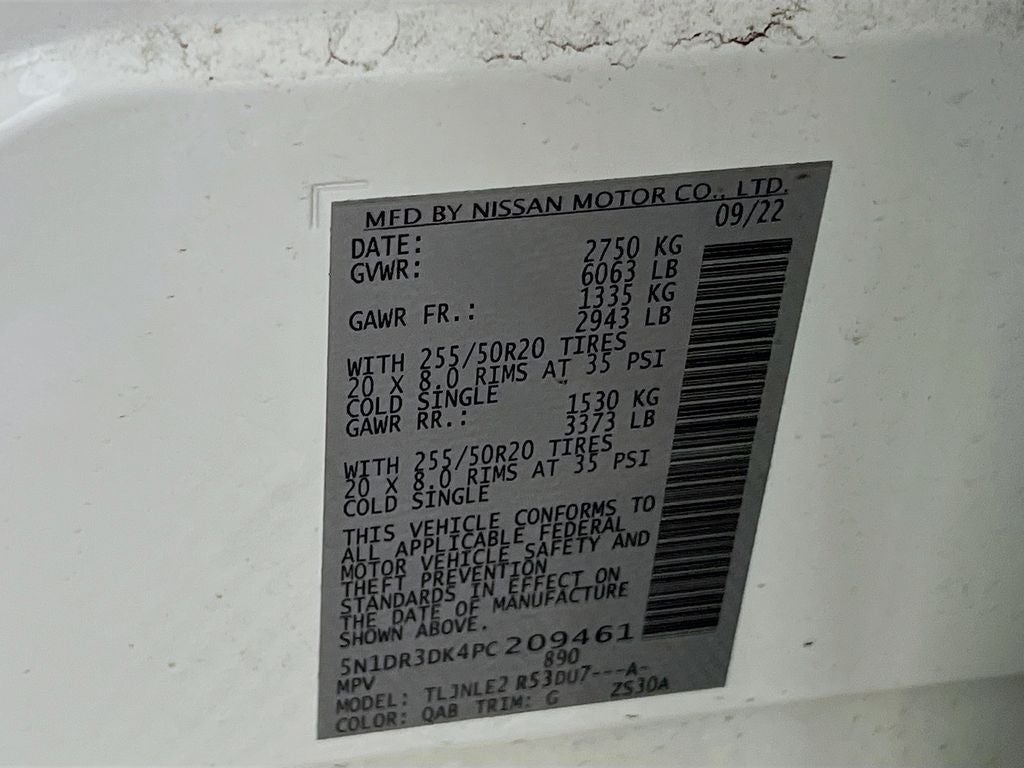 MFD BY NISSAN MOTOR CO., LTD.
DATE: 09/22
GVWR: 2750 KG
6063 LB
GAWR FR.: 1335 KG
2943 LB
WITH 255/50R20 TIRES
20 X 8.0 RIMS AT 35 PSI
COLD SINGLE
GAWR RR.: 1530 KG
3373 LB
WITH 255/50R20 TIRES
20 X 8.0 RIMS AT 35 PSI
COLD SINGLE
THIS VEHICLE CONFORMS TO
ALL APPLICABLE FEDERAL
MOTOR VEHICLE SAFETY AND
THEFT PREVENTION
STANDARDS IN EFFECT ON
THE DATE OF MANUFACTURE
SHOWN ABOVE.
5N1DR3DK4PC209461
MPV 890
MODEL: TLJNLE2 R53DU7---A-
COLOR: QAB TRIM: G ZS30A